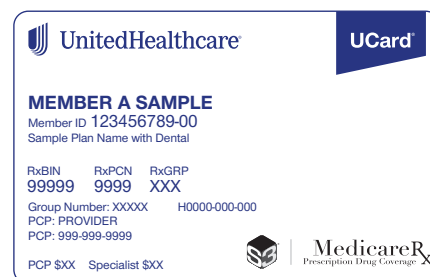 UnitedHealthcare®
UCard®
MEMBER A SAMPLE
Member ID 123456789-00
Sample Plan Name with Dental
RxBIN RxPCN RxGRP
99999 9999 XXX
Group Number: XXXXX H0000-000-000
PCP: PROVIDER
PCP: 999-999-9999
PCP $XX Specialist $XX
S3
MedicareRx
Prescription Drug Coverage